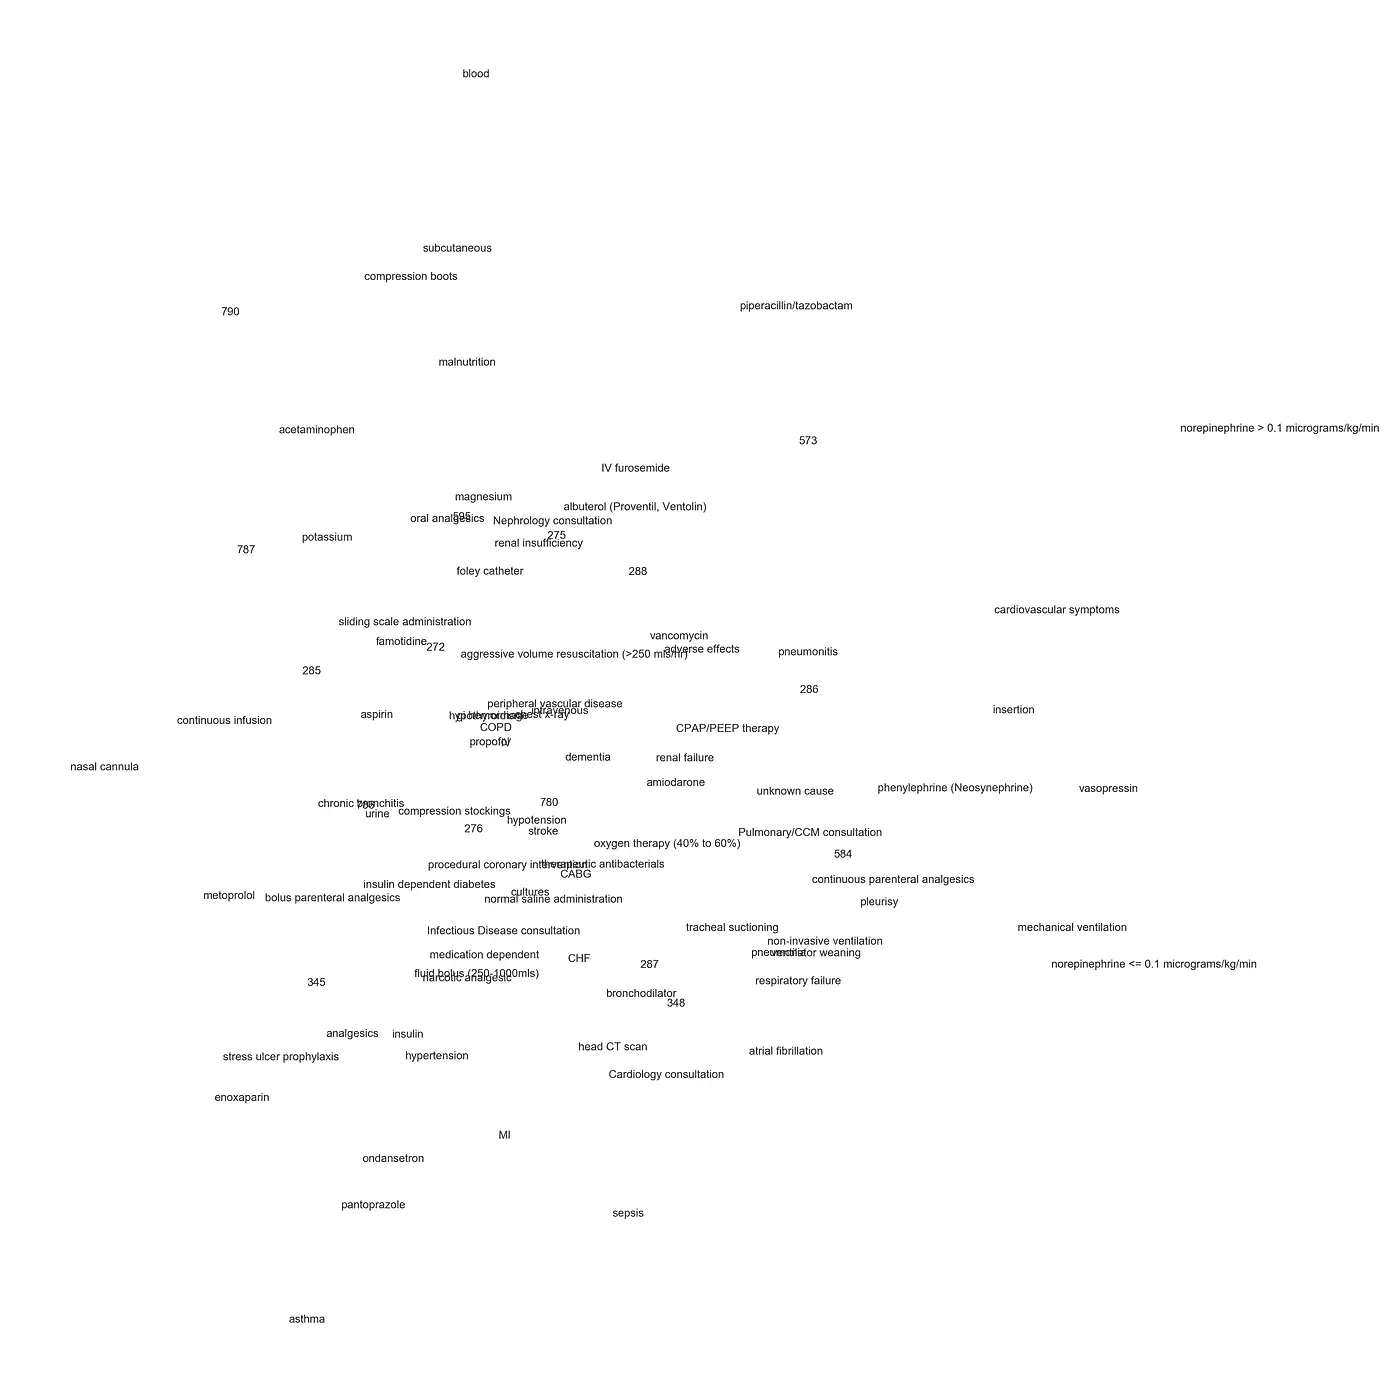 blood
subcutaneous
compression boots
piperacillin/tazobactam
790
malnutrition
norepinephrine > 0.1 micrograms/kg/min
acetaminophen
573
IV furosemide
magnesium
albuterol (Proventil, Ventolin)
595
oral analgesics
Nephrology consultation
275
potassium
renal insufficiency
787
foley catheter
288
cardiovascular symptoms
sliding scale administration
vancomycin
famotidine
272
adverse effects
aggressive volume resuscitation (>250 mls/hr)
pneumonitis
285
286
peripheral vascular disease
intravenous
insertion
aspirin
chest x-ray
continuous infusion
COPD
CPAP/PEEP therapy
propofol
IV
dementia
renal failure
nasal cannula
amiodarone
phenylephrine (Neosynephrine)
vasopressin
unknown cause
780
chronic bronchitis
compression stockings
urine
hypotension
276
stroke
Pulmonary/CCM consultation
oxygen therapy (40% to 60%)
584
procedural coronary intervention
therapeutic antibacterials
CABG
continuous parenteral analgesics
insulin dependent diabetes
cultures
metoprolol
bolus parenteral analgesics
normal saline administration
pleurisy
tracheal suctioning
mechanical ventilation
Infectious Disease consultation
non-invasive ventilation
pneumonia
ventilator weaning
medication dependent
CHF
287
norepinephrine <= 0.1 micrograms/kg/min
fluid bolus (250-1000mls)
narcotic analgesic
345
respiratory failure
bronchodilator
348
analgesics
insulin
head CT scan
atrial fibrillation
stress ulcer prophylaxis
hypertension
Cardiology consultation
enoxaparin
MI
ondansetron
pantoprazole
sepsis
asthma